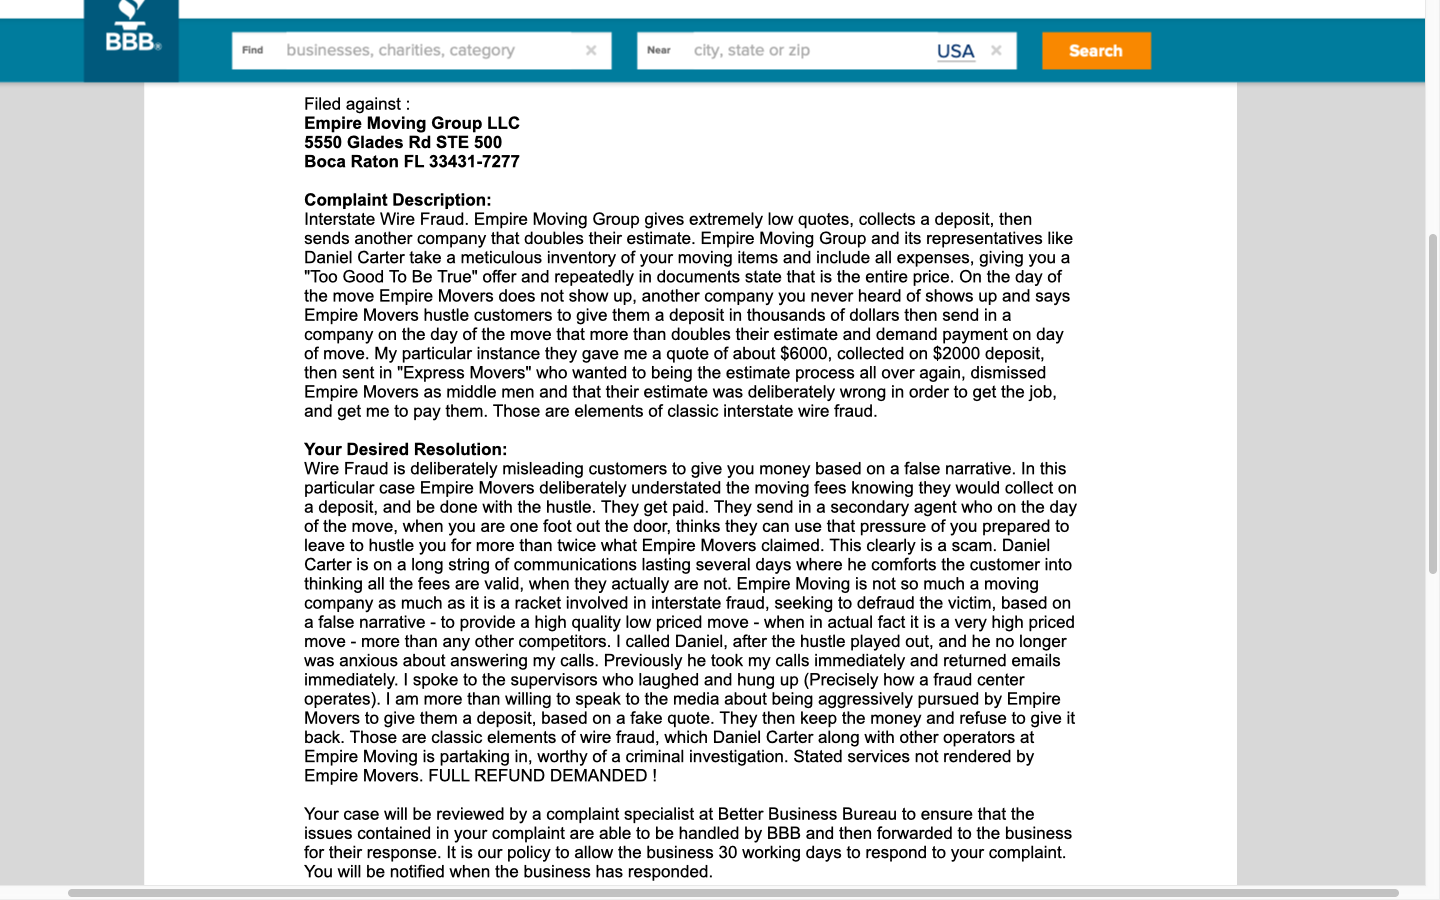 BBB®
Find businesses, charities, category ×
Near city, state or zip USA ×
Search
Filed against :
Empire Moving Group LLC
5550 Glades Rd STE 500
Boca Raton FL 33431-7277
Complaint Description:
Interstate Wire Fraud. Empire Moving Group gives extremely low quotes, collects a deposit, then
sends another company that doubles their estimate. Empire Moving Group and its representatives like
Daniel Carter take a meticulous inventory of your moving items and include all expenses, giving you a
"Too Good To Be True" offer and repeatedly in documents state that is the entire price. On the day of
the move Empire Movers does not show up, another company you never heard of shows up and says
Empire Movers hustle customers to give them a deposit in thousands of dollars then send in a
company on the day of the move that more than doubles their estimate and demand payment on day
of move. My particular instance they gave me a quote of about $6000, collected on $2000 deposit,
then sent in "Express Movers" who wanted to being the estimate process all over again, dismissed
Empire Movers as middle men and that their estimate was deliberately wrong in order to get the job,
and get me to pay them. Those are elements of classic interstate wire fraud.
Your Desired Resolution:
Wire Fraud is deliberately misleading customers to give you money based on a false narrative. In this
particular case Empire Movers deliberately understated the moving fees knowing they would collect on
a deposit, and be done with the hustle. They get paid. They send in a secondary agent who on the day
of the move, when you are one foot out the door, thinks they can use that pressure of you prepared to
leave to hustle you for more than twice what Empire Movers claimed. This clearly is a scam. Daniel
Carter is on a long string of communications lasting several days where he comforts the customer into
thinking all the fees are valid, when they actually are not. Empire Moving is not so much a moving
company as much as it is a racket involved in interstate fraud, seeking to defraud the victim, based on
a false narrative - to provide a high quality low priced move - when in actual fact it is a very high priced
move - more than any other competitors. I called Daniel, after the hustle played out, and he no longer
was anxious about answering my calls. Previously he took my calls immediately and returned emails
immediately. I spoke to the supervisors who laughed and hung up (Precisely how a fraud center
operates). I am more than willing to speak to the media about being aggressively pursued by Empire
Movers to give them a deposit, based on a fake quote. They then keep the money and refuse to give it
back. Those are classic elements of wire fraud, which Daniel Carter along with other operators at
Empire Moving is partaking in, worthy of a criminal investigation. Stated services not rendered by
Empire Movers. FULL REFUND DEMANDED !
Your case will be reviewed by a complaint specialist at Better Business Bureau to ensure that the
issues contained in your complaint are able to be handled by BBB and then forwarded to the business
for their response. It is our policy to allow the business 30 working days to respond to your complaint.
You will be notified when the business has responded.